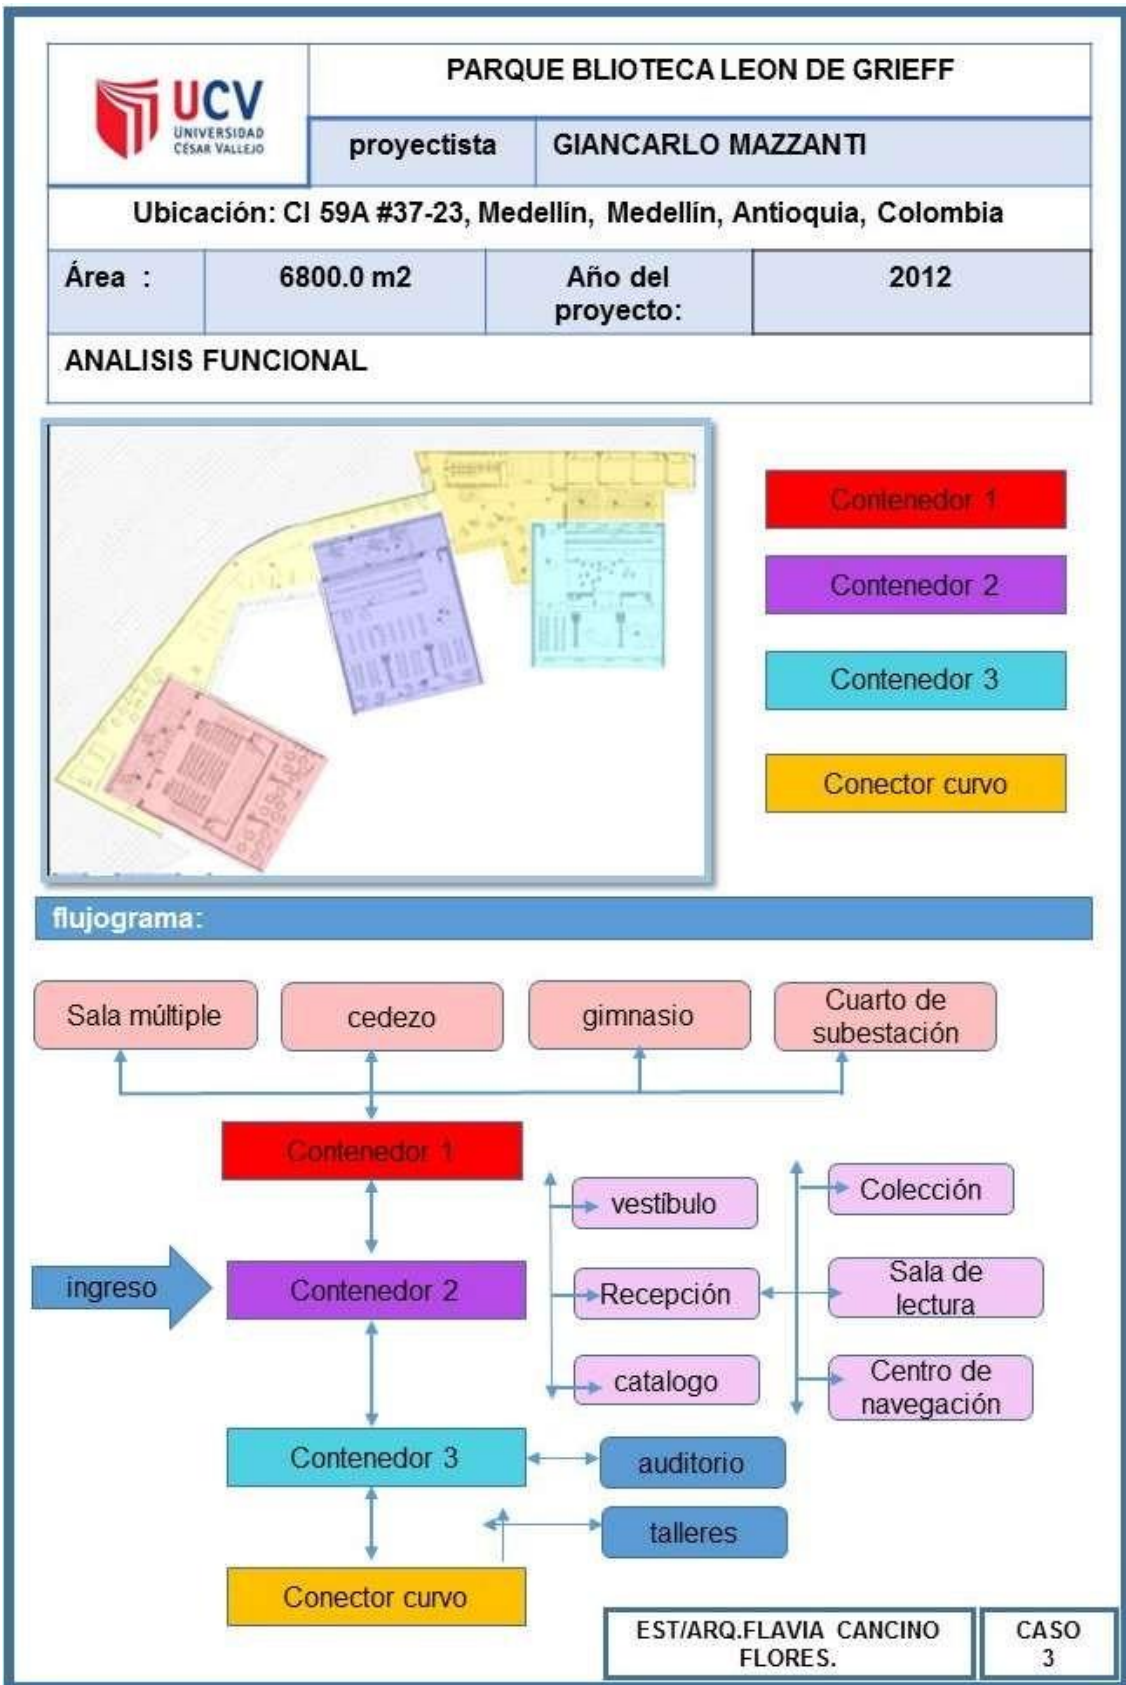 UCV
UNIVERSIDAD
CÉSAR VALLEJO
PARQUE BLIOTECA LEON DE GRIEFF
proyectista
GIANCARLO MAZZANTI
Ubicación: Cl 59A #37-23, Medellín, Medellín, Antioquia, Colombia
Área :
6800.0 m2
Año del
proyecto:
2012
ANALISIS FUNCIONAL
Contenedor 1
Contenedor 2
Contenedor 3
Conector curvo
flujograma:
Sala múltiple
cedezo
gimnasio
Cuarto de
subestación
Contenedor 1
vestíbulo
Colección
ingreso
Contenedor 2
Recepción
Sala de
lectura
catalogo
Centro de
navegación
Contenedor 3
auditorio
talleres
Conector curvo
EST/ARQ.FLAVIA CANCINO
FLORES.
CASO
3